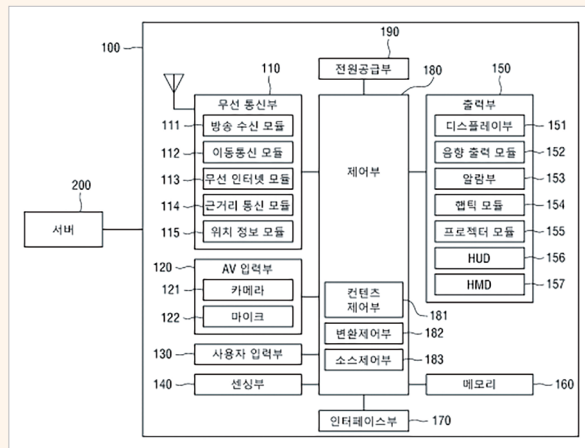 100
190
전원공급부
110
무선 통신부
111 방송 수신 모듈
112 이동통신 모듈
113 무선 인터넷 모듈
114 근거리 통신 모듈
115 위치 정보 모듈
200
서버
120 AV 입력부
121 카메라
122 마이크
130 사용자 입력부
140 센싱부
180
제어부
컨텐츠
제어부
181
변환제어부 182
소스제어부 183
150
출력부
디스플레이부 151
음향 출력 모듈 152
알람부 153
햅틱 모듈 154
프로젝터 모듈 155
HUD 156
HMD 157
메모리 160
인터페이스부 170